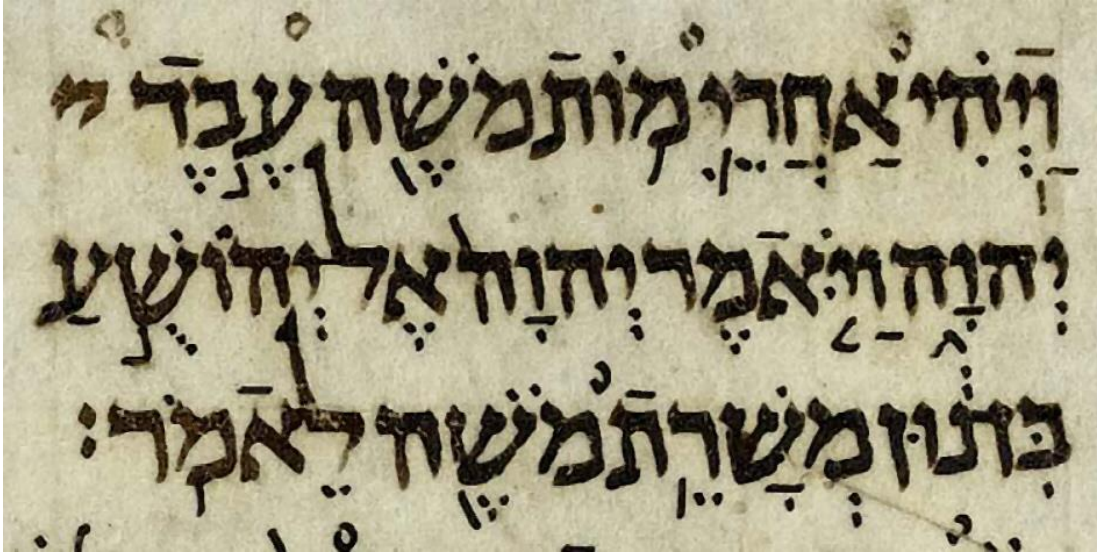 וַיְהִי אַחֲרֵי מוֹת מֹשֶׁה עֶבֶד י
יְהוָה וַיֹּאמֶר יְהוָה אֶל יְהוֹשֻׁעַ
בִּן נוּן מְשָׁרֵת מֹשֶׁה לֵאמֹר׃